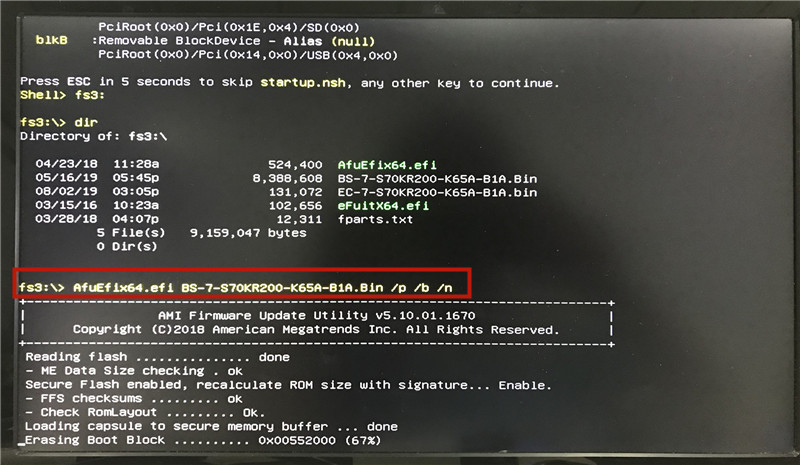 PciRoot(0x0)/Pci(0x1E,0x4)/SD(0x0)
blkB :Removable BlockDevice - Alias (null)
PciRoot(0x0)/Pci(0x14,0x0)/USB(0x4,0x0)
Press ESC in 5 seconds to skip startup.nsh, any other key to continue.
Shell> fs3:
fs3:\> dir
Directory of: fs3:\
04/23/18 11:28a 524,400 AfuEfix64.efi
05/16/19 05:45p 8,388,608 BS-7-S70KR200-K65A-B1A.Bin
08/02/19 03:05p 131,072 EC-7-S70KR200-K65A-B1A.bin
03/15/16 10:23a 102,656 eFuItX64.efi
03/28/18 04:07p 12,311 fparts.txt
5 File(s) 9,159,047 bytes
0 Dir(s)
fs3:\> AfuEfix64.efi BS-7-S70KR200-K65A-B1A.Bin /p /b /n
AMI Firmware Update Utility v5.10.01.1670
Copyright (C)2018 American Megatrends Inc. All Rights Reserved.
Reading flash ............... done
- ME Data Size checking . ok
Secure Flash enabled, recalculate ROM size with signature... Enable.
- FFS checksums ......... ok
- Check RomLayout ......... Ok.
Loading capsule to secure memory buffer ... done
Erasing Boot Block .......... 0x00552000 (67%)